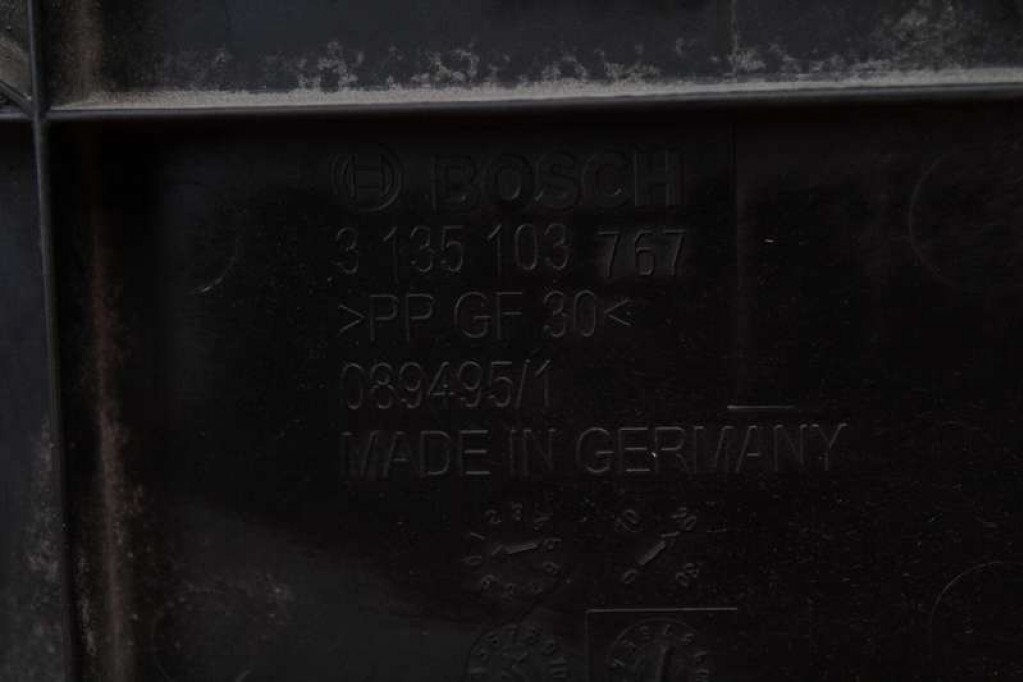 BOSCH
3 135 103 767
>PP GF 30<
089495/1
MADE IN GERMANY